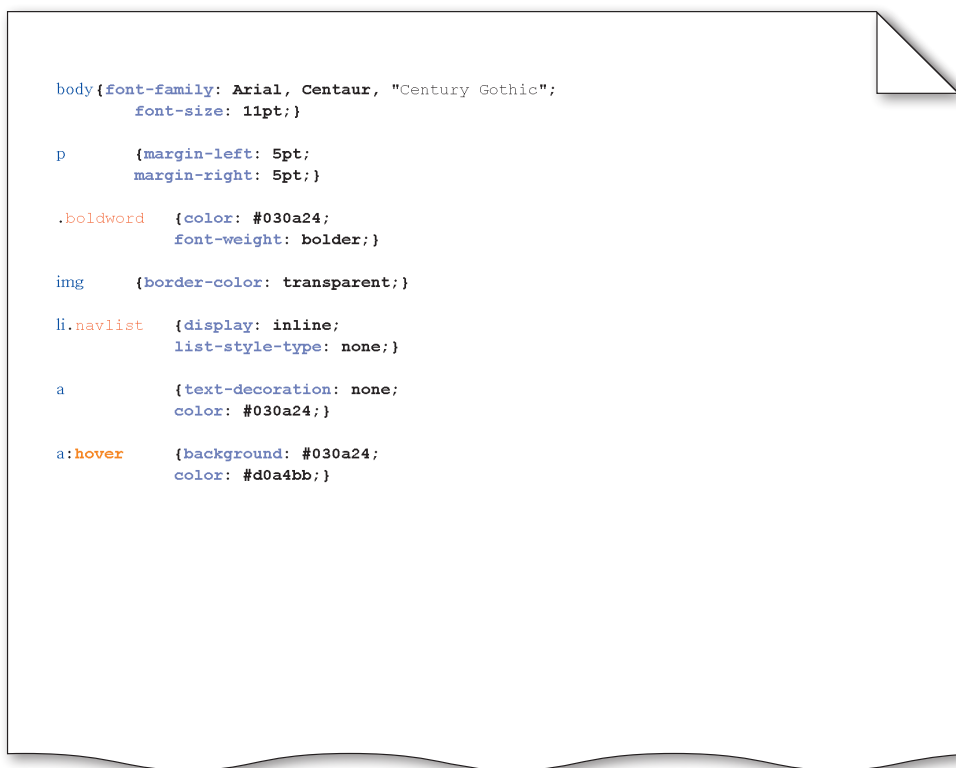 body{font-family: Arial, Centaur, "Century Gothic";
font-size: 11pt;}
p {margin-left: 5pt;
margin-right: 5pt;}
.boldword {color: #030a24;
font-weight: bolder;}
img {border-color: transparent;}
li.navlist {display: inline;
list-style-type: none;}
a {text-decoration: none;
color: #030a24;}
a:hover {background: #030a24;
color: #d0a4bb;}